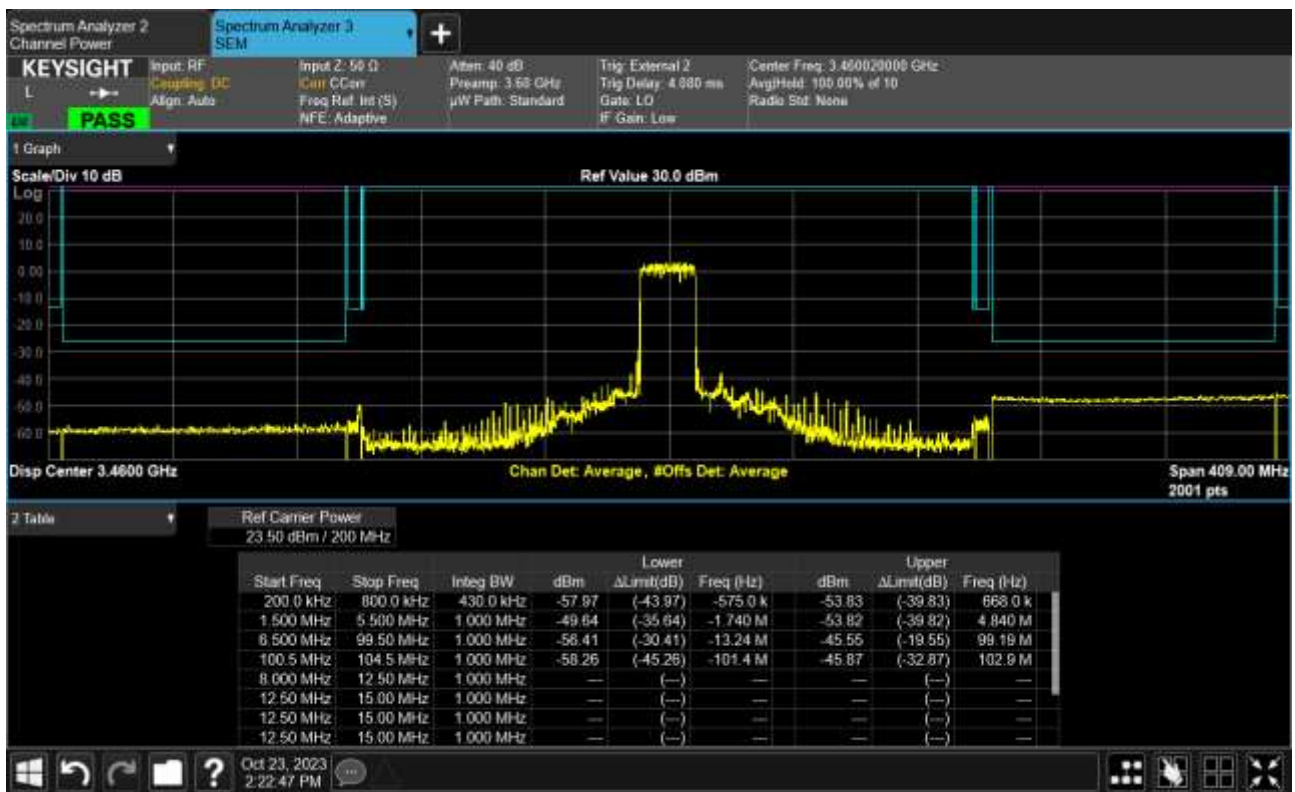 Spectrum Analyzer 2
Channel Power
Spectrum Analyzer 3
SEM
+
KEYSIGHT
L
PASS
Input: RF
Coupling: DC
Align: Auto
Input Z: 50 Ω
Corr CCorr
Freq Ref: Int (S)
NFE: Adaptive
Atten: 40 dB
Preamp: 3.60 GHz
µW Path: Standard
Trig: External 2
Trig Delay: 4.880 ms
Gate: LO
IF Gain: Low
Center Freq: 3.460020000 GHz
Avg|Hold: 100.00% of 10
Radio Std: None
1 Graph
Scale/Div 10 dB
Ref Value 30.0 dBm
Log
20.0
10.0
0.00
-10.0
-20.0
-30.0
-40.0
-50.0
-60.0
Disp Center 3.4600 GHz
Chan Det: Average, #Offs Det: Average
Span 409.00 MHz
2001 pts
2 Table
Ref Carrier Power
23.50 dBm / 200 MHz
Lower Upper
Start Freq Stop Freq Integ BW dBm ΔLimit(dB) Freq (Hz) dBm ΔLimit(dB) Freq (Hz)
200.0 kHz 800.0 kHz 430.0 kHz -57.97 (-43.97) -575.0 k -53.83 (-39.83) 668.0 k
1.500 MHz 5.500 MHz 1.000 MHz -49.64 (-35.64) -1.740 M -53.82 (-39.82) 4.840 M
6.500 MHz 99.50 MHz 1.000 MHz -56.41 (-30.41) -13.24 M -45.55 (-19.55) 99.19 M
100.5 MHz 104.5 MHz 1.000 MHz -58.26 (-45.26) -101.4 M -45.87 (-32.87) 102.9 M
8.000 MHz 12.50 MHz 1.000 MHz --- (---) --- --- (---) ---
12.50 MHz 15.00 MHz 1.000 MHz --- (---) --- --- (---) ---
12.50 MHz 15.00 MHz 1.000 MHz --- (---) --- --- (---) ---
12.50 MHz 15.00 MHz 1.000 MHz --- (---) --- --- (---) ---
?
Oct 23, 2023
2:22:47 PM